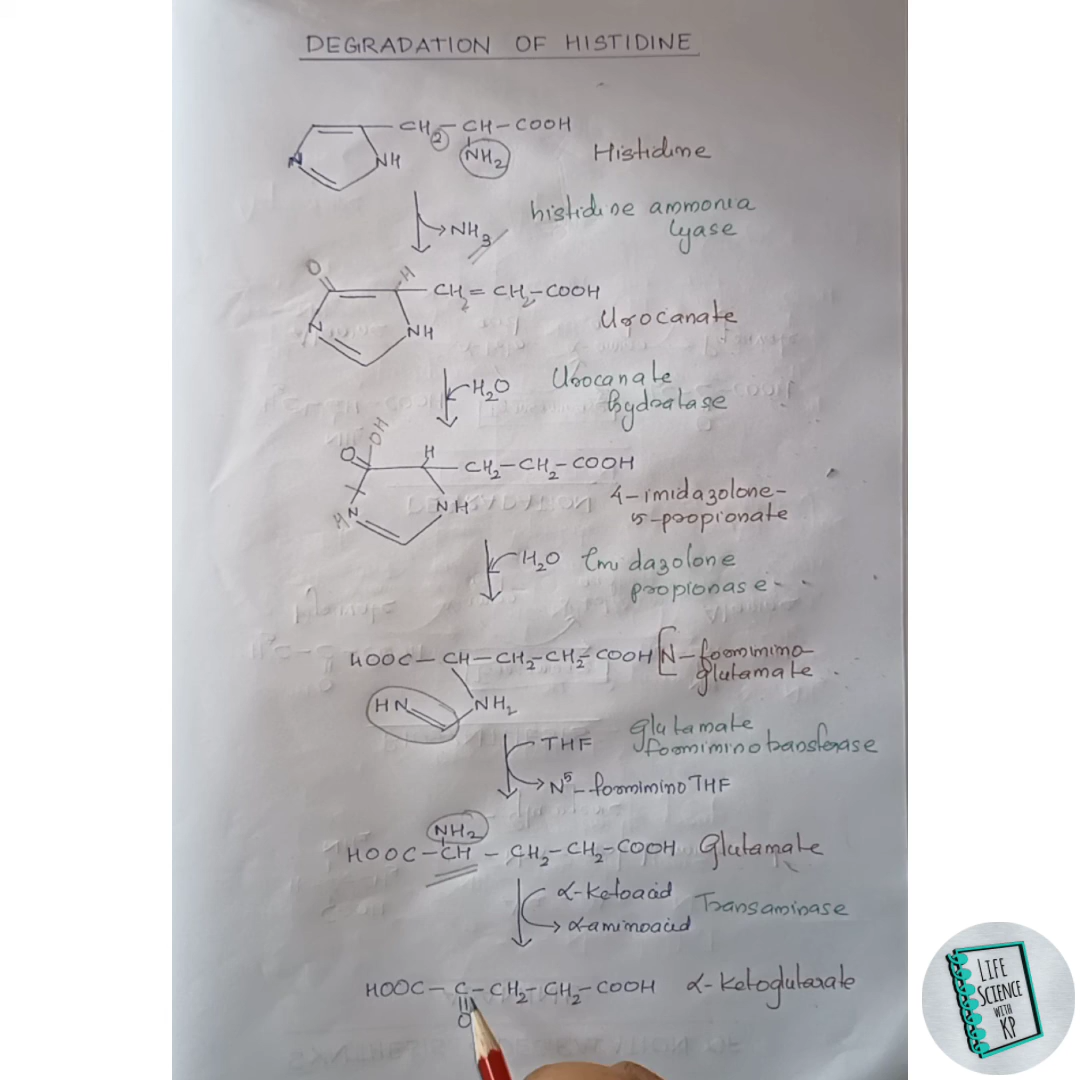 DEGRADATION OF HISTIDINE
CH2 – CH – COOH
N NH NH2 Histidine
NH3 histidine ammonia
lyase
O H
CH2 = CH2 – COOH
N NH Urocanate
H2O Urocanate
hydratase
O OH H
CH2 – CH2 – COOH
H N NH 4-imidazolone-
5-propionate
H2O Imidazolone
propionase
HOOC – CH – CH2 – CH2 – COOH [N – formimino
glutamate
HN NH2
THF Glutamate
formimino transferase
N5 – formimino THF
NH2
HOOC – CH – CH2 – CH2 – COOH Glutamate
α-ketoacid Transaminase
α-aminoacid
HOOC – C – CH2 – CH2 – COOH α-ketoglutarate
O
LIFE
SCIENCE
WITH
KP